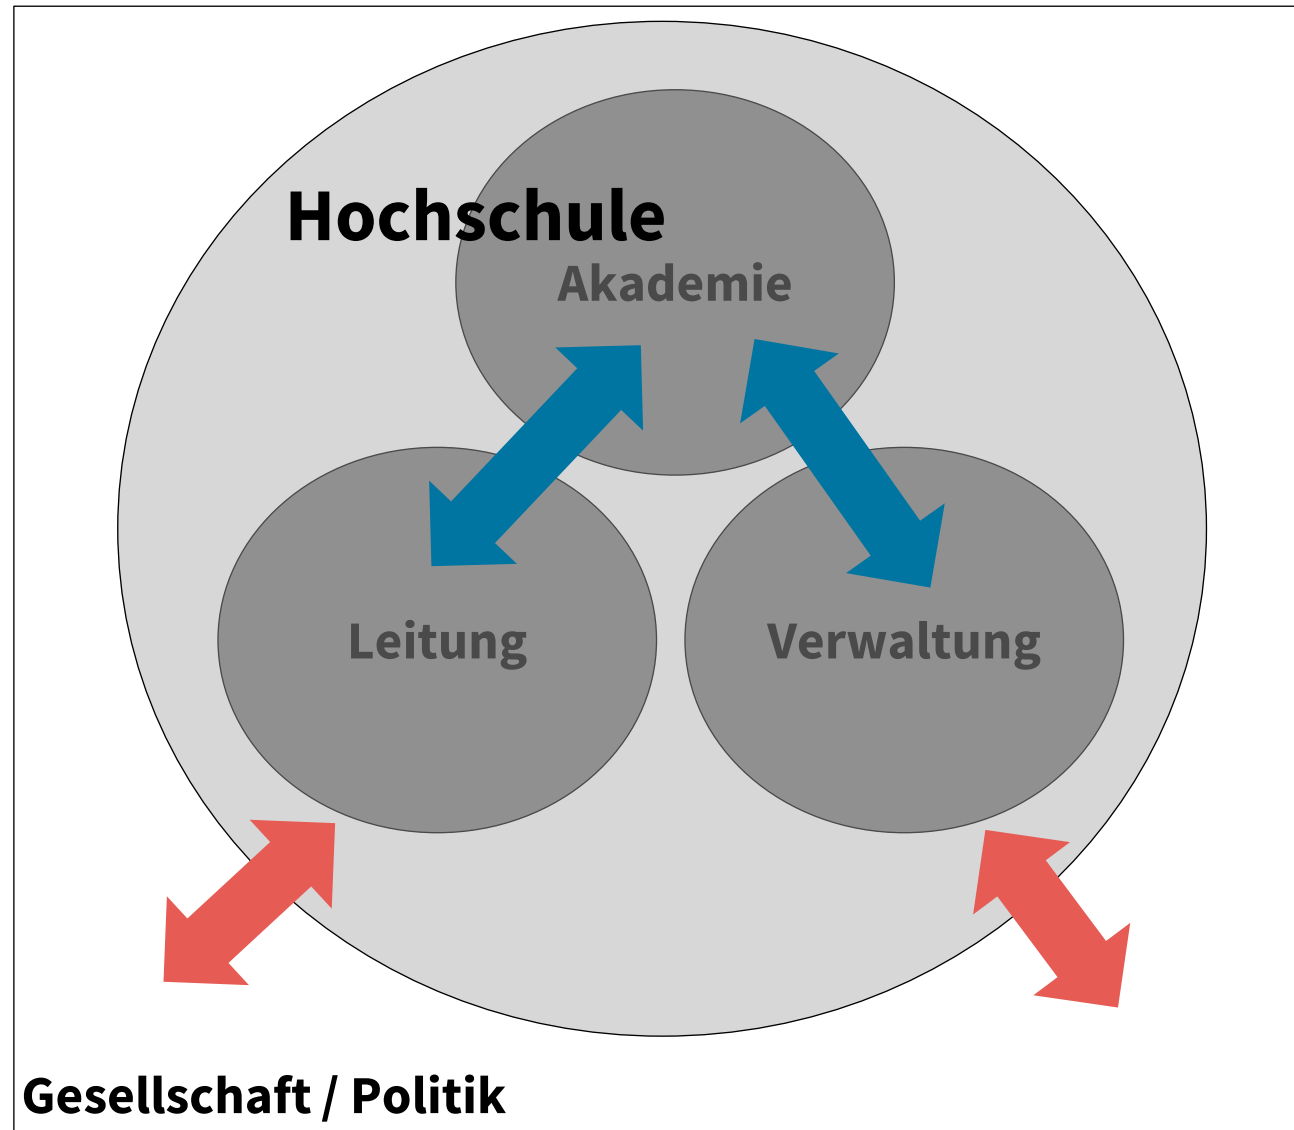 Hochschule
Akademie
Leitung
Verwaltung
Gesellschaft / Politik